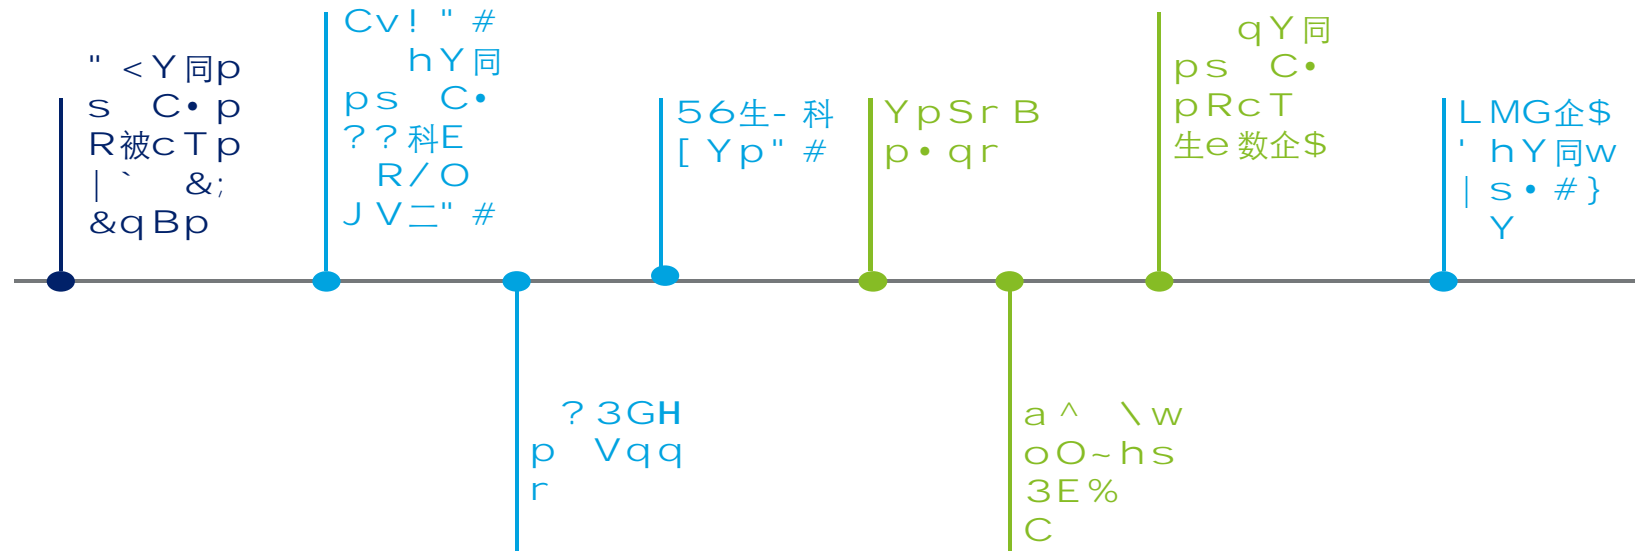 "<Y同p
s C•p
R被cTp
|` &;
&qBp
Cv!"#
hY同
ps C•
??科E
R/O
JV二"#
?3GH
p Vqq
r
56生-科
[Yp"#
YpSrB
p•qr
a^ \w
oO~hs
3E%
C
qY同
ps C•
pRcT
生e数企$
LMG企$
'hY同w
|s•#}
Y